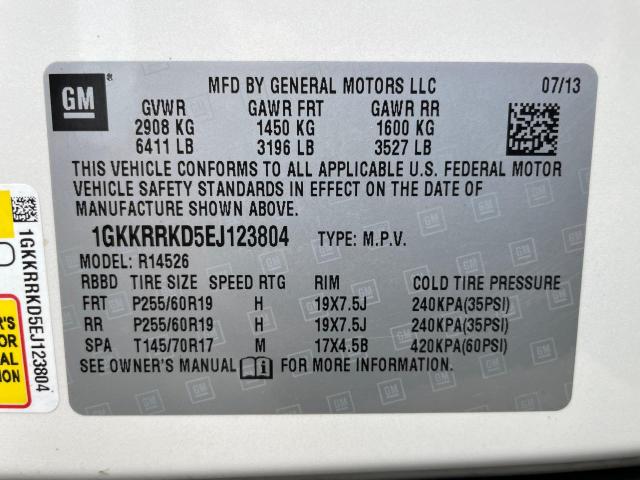 GM
MFD BY GENERAL MOTORS LLC 07/13
GVWR GAWR FRT GAWR RR
2908 KG 1450 KG 1600 KG
6411 LB 3196 LB 3527 LB
THIS VEHICLE CONFORMS TO ALL APPLICABLE U.S. FEDERAL MOTOR
VEHICLE SAFETY STANDARDS IN EFFECT ON THE DATE OF
MANUFACTURE SHOWN ABOVE.
1GKKRRKD5EJ123804 TYPE: M.P.V.
MODEL: R14526
RBBD TIRE SIZE SPEED RTG RIM COLD TIRE PRESSURE
FRT P255/60R19 H 19X7.5J 240KPA(35PSI)
RR P255/60R19 H 19X7.5J 240KPA(35PSI)
SPA T145/70R17 M 17X4.5B 420KPA(60PSI)
SEE OWNER'S MANUAL FOR MORE INFORMATION
1GKKRRKD5EJ123804